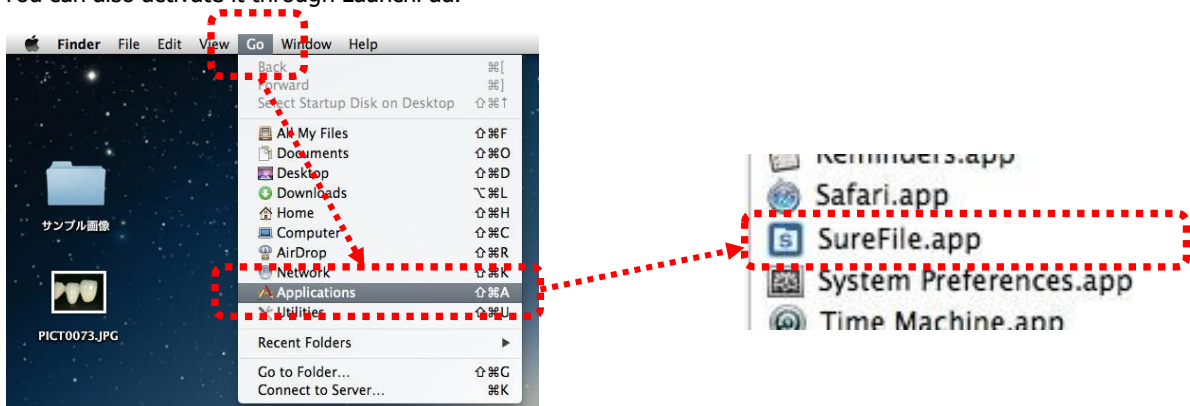 You can also activate it through LaunchPad.
Finder File Edit View Go Window Help
Back ⌘[
Forward ⌘]
Select Startup Disk on Desktop ⇧⌘↑
All My Files ⇧⌘F
Documents ⇧⌘O
Desktop ⇧⌘D
Downloads ⌥⌘L
Home ⇧⌘H
Computer ⇧⌘C
AirDrop ⇧⌘R
Network ⇧⌘K
Applications ⇧⌘A
Utilities ⇧⌘U
Recent Folders ▶
Go to Folder... ⇧⌘G
Connect to Server... ⌘K
サンプル画像
PICT0073.JPG
Reminders.app
Safari.app
SureFile.app
System Preferences.app
Time Machine.app